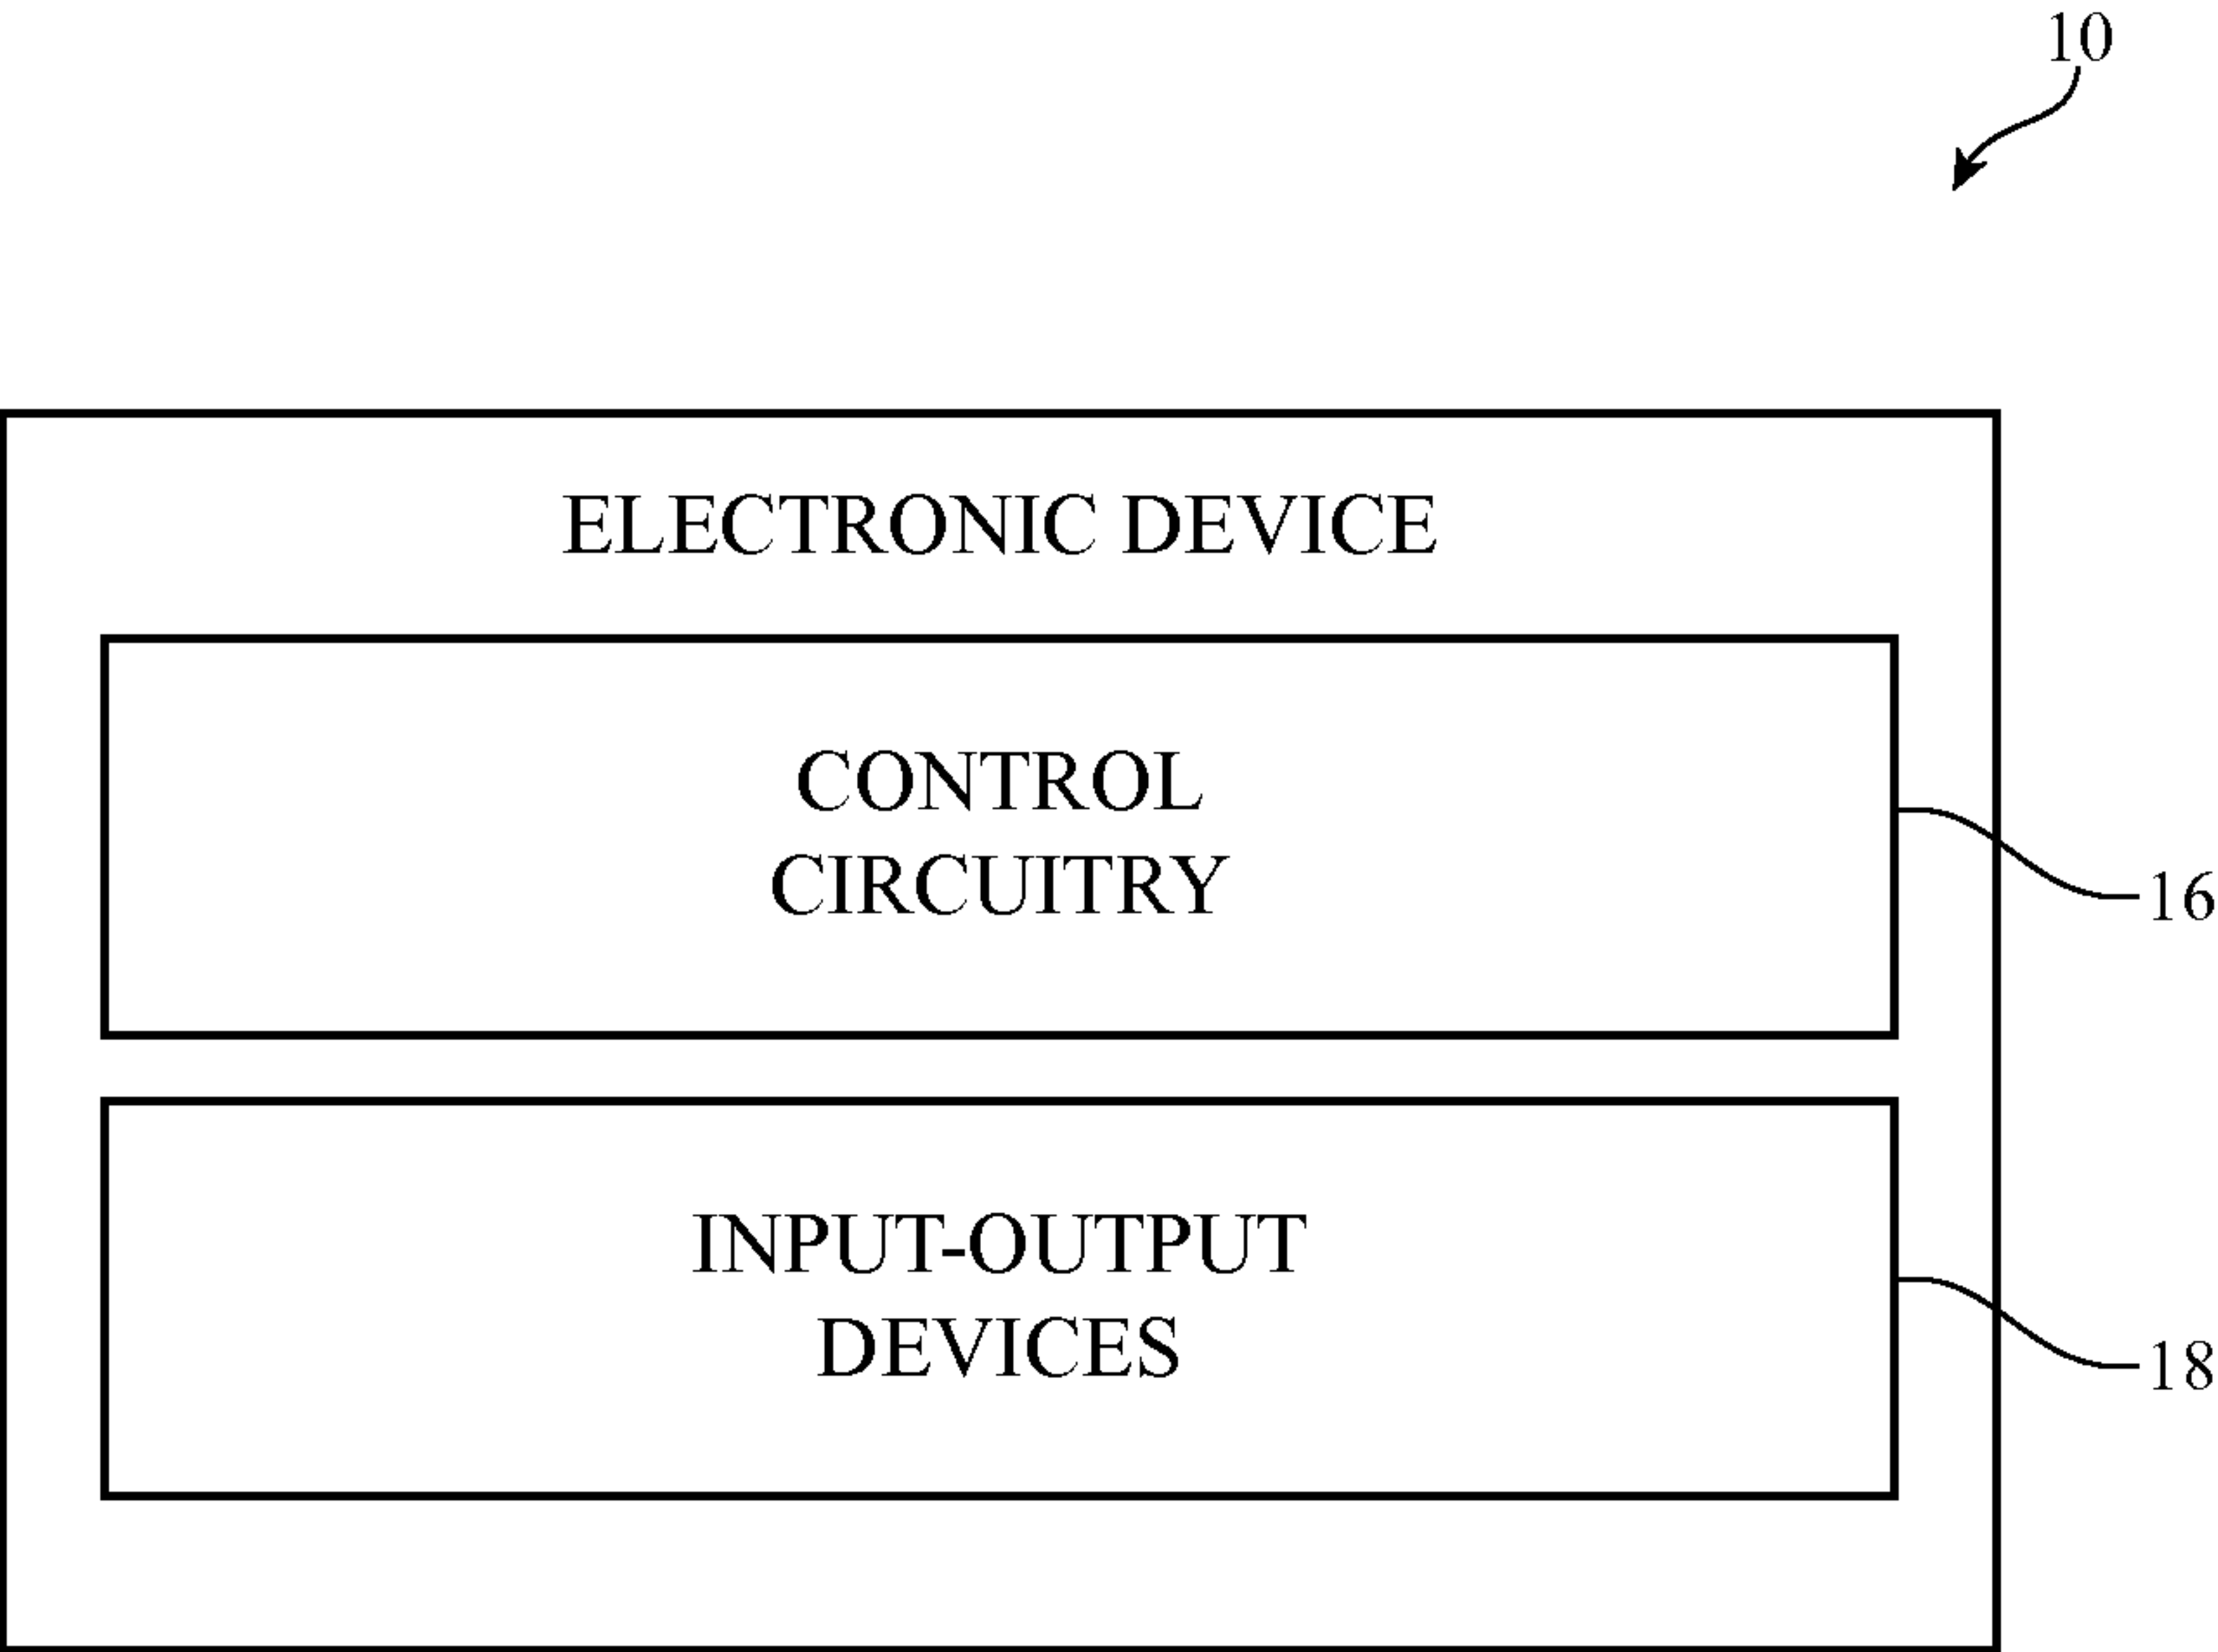 10
ELECTRONIC DEVICE
CONTROL
CIRCUITRY
16
INPUT-OUTPUT
DEVICES
18